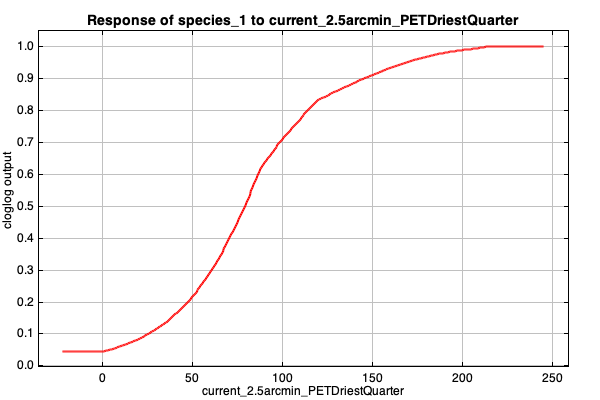 Response of species_1 to current_2.5arcmin_PETDriestQuarter
1.0
0.9
0.8
0.7
0.6
0.5
0.4
0.3
0.2
0.1
0.0
cloglog output
0 50 100 150 200 250
current_2.5arcmin_PETDriestQuarter